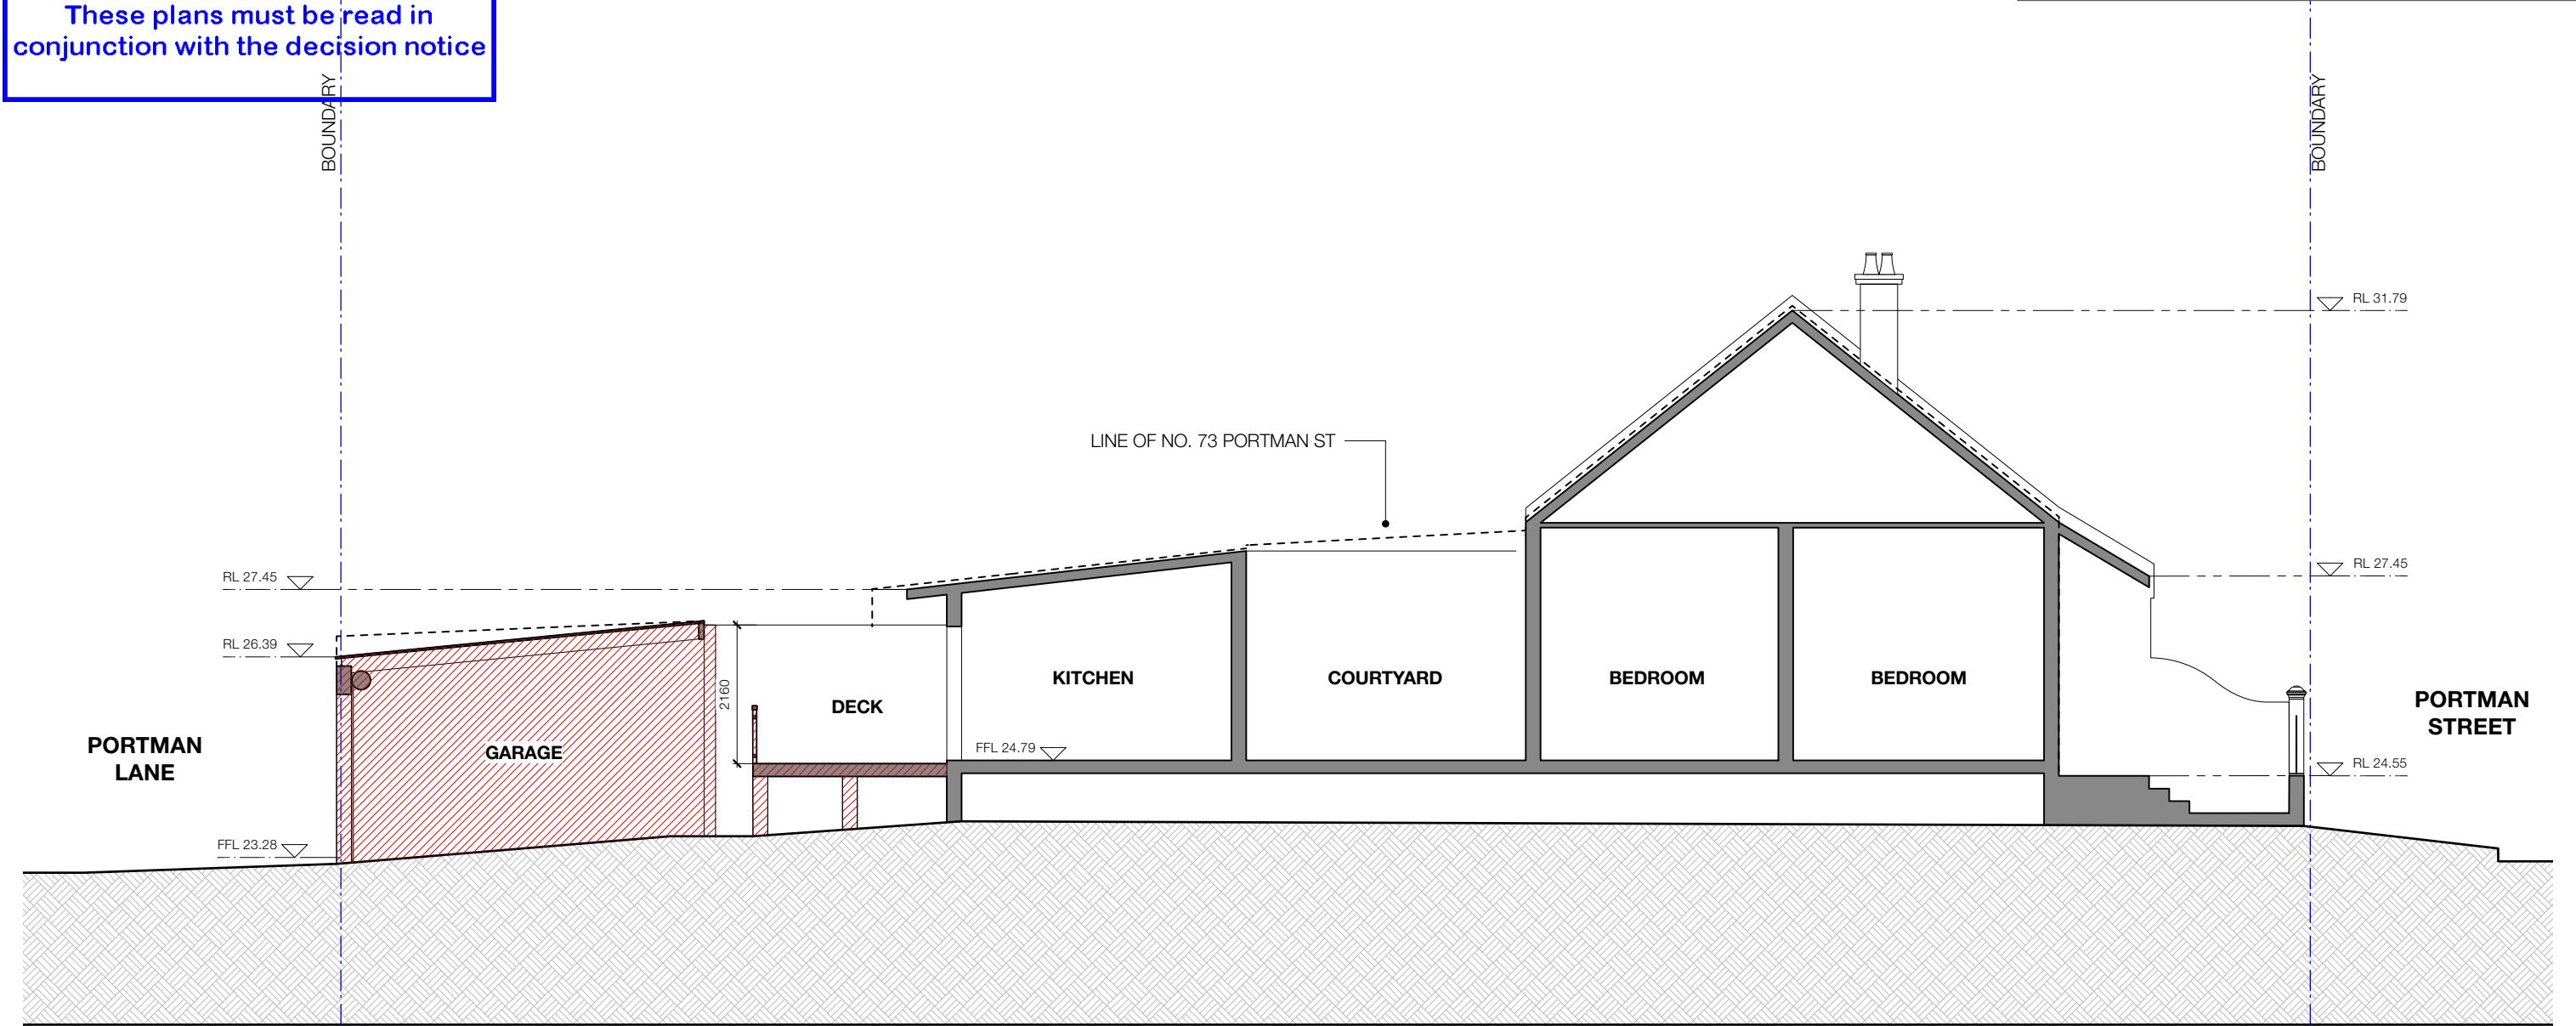 These plans must be read in
conjunction with the decision notice
BOUNDARY
BOUNDARY
RL 31.79
LINE OF NO. 73 PORTMAN ST
RL 27.45
RL 27.45
RL 26.39
2160
KITCHEN
COURTYARD
BEDROOM
BEDROOM
DECK
PORTMAN
STREET
PORTMAN
LANE
GARAGE
FFL 24.79
RL 24.55
FFL 23.28